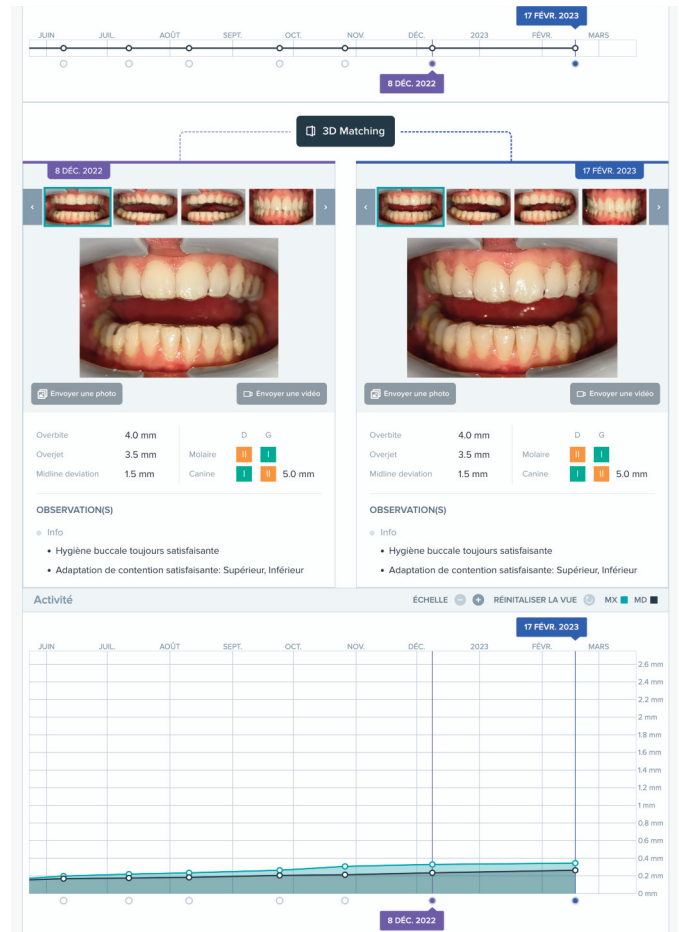 17 FÉVR. 2023
JUIN JUIL. AOÛT SEPT. OCT. NOV. DÉC. 2023 FÉVR. MARS
8 DÉC. 2022
3D Matching
8 DÉC. 2022
17 FÉVR. 2023
Envoyer une photo
Envoyer une vidéo
Envoyer une photo
Envoyer une vidéo
Overbite 4.0 mm D G
Overjet 3.5 mm Molaire II I
Midline deviation 1.5 mm Canine I II 5.0 mm
OBSERVATION(S)
Info
• Hygiène buccale toujours satisfaisante
• Adaptation de contention satisfaisante: Supérieur, Inférieur
Overbite 4.0 mm D G
Overjet 3.5 mm Molaire II I
Midline deviation 1.5 mm Canine I II 5.0 mm
OBSERVATION(S)
Info
• Hygiène buccale toujours satisfaisante
• Adaptation de contention satisfaisante: Supérieur, Inférieur
Activité ÉCHELLE RÉINITALISER LA VUE MX MD
17 FÉVR. 2023
JUIN JUIL. AOÛT SEPT. OCT. NOV. DÉC. 2023 FÉVR. MARS
2.6 mm
2.4 mm
2.2 mm
2 mm
1.8 mm
1.6 mm
1.4 mm
1.2 mm
1 mm
0.8 mm
0.6 mm
0.4 mm
0.2 mm
0 mm
8 DÉC. 2022